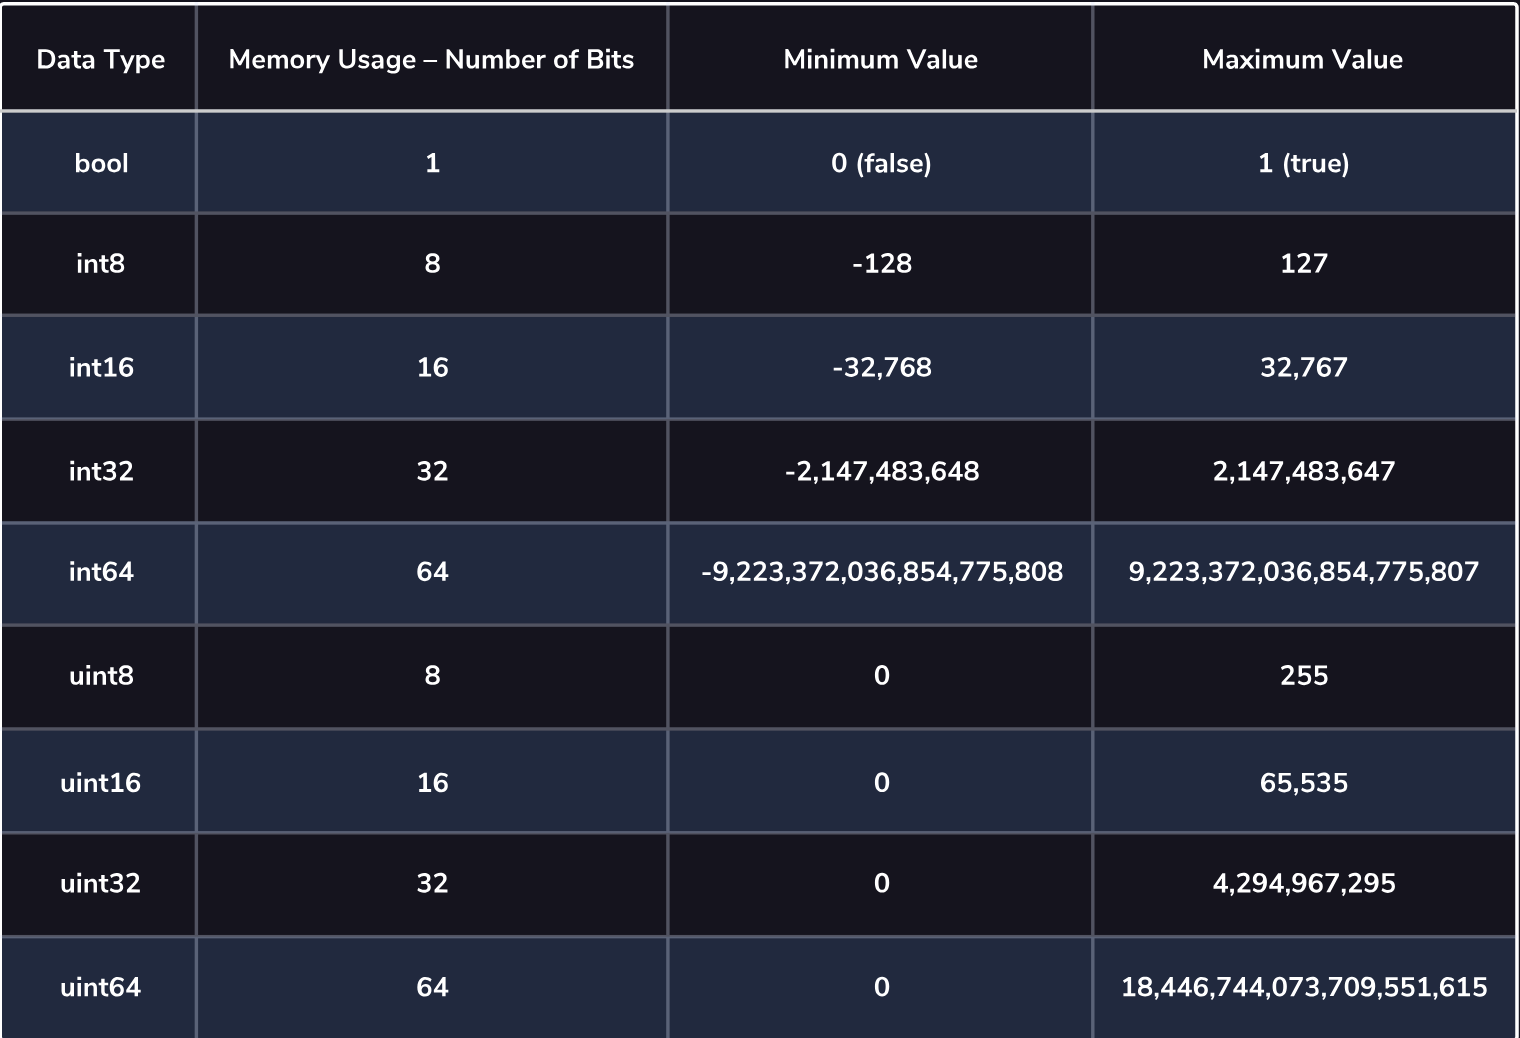 Data Type Memory Usage – Number of Bits Minimum Value Maximum Value
bool 1 0 (false) 1 (true)
int8 8 -128 127
int16 16 -32,768 32,767
int32 32 -2,147,483,648 2,147,483,647
int64 64 -9,223,372,036,854,775,808 9,223,372,036,854,775,807
uint8 8 0 255
uint16 16 0 65,535
uint32 32 0 4,294,967,295
uint64 64 0 18,446,744,073,709,551,615